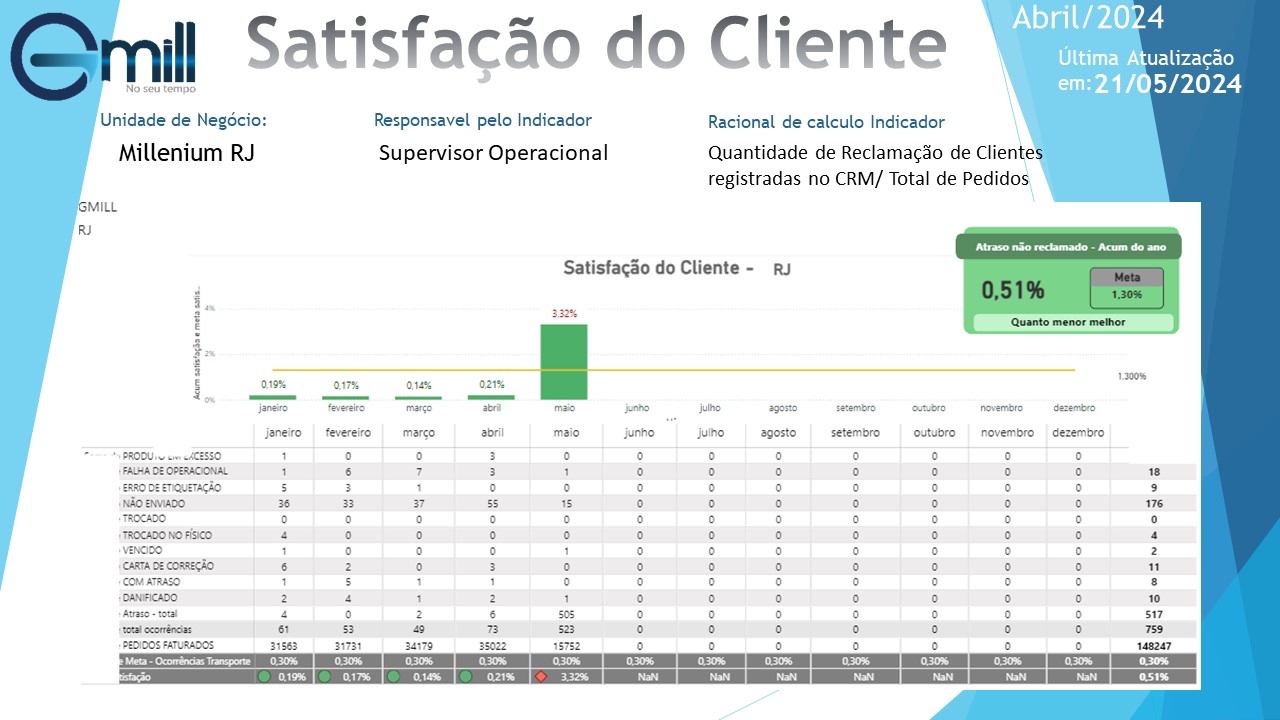 Gmill
No seu tempo
Satisfação do Cliente
Abril/2024
Última Atualização
em: 21/05/2024
Unidade de Negócio:
Millenium RJ
Responsavel pelo Indicador
Supervisor Operacional
Racional de calculo Indicador
Quantidade de Reclamação de Clientes
registradas no CRM/ Total de Pedidos
GMILL
RJ
Atraso não reclamado - Acum do ano
0,51%
Meta
1,30%
Quanto menor melhor
Satisfação do Cliente - RJ
Acum satisfação e meta satis...
4%
2%
0%
0,19% 0,17% 0,14% 0,21% 3,32%
1.300%
janeiro fevereiro março abril maio junho julho agosto setembro outubro novembro dezembro
...
janeiro fevereiro março abril maio junho julho agosto setembro outubro novembro dezembro
PRODUTO EM EXCESSO 1 0 0 3 0 0 0 0 0 0 0 0
FALHA DE OPERACIONAL 1 6 7 3 1 0 0 0 0 0 0 0 18
ERRO DE ETIQUETAÇÃO 5 3 1 0 0 0 0 0 0 0 0 0 9
NÃO ENVIADO 36 33 37 55 15 0 0 0 0 0 0 0 176
TROCADO 0 0 0 0 0 0 0 0 0 0 0 0 0
TROCADO NO FÍSICO 4 0 0 0 0 0 0 0 0 0 0 0 4
VENCIDO 1 0 0 0 1 0 0 0 0 0 0 0 2
CARTA DE CORREÇÃO 6 2 0 3 0 0 0 0 0 0 0 0 11
COM ATRASO 1 5 1 1 0 0 0 0 0 0 0 0 8
DANIFICADO 2 4 1 2 1 0 0 0 0 0 0 0 10
Atraso - total 4 0 2 6 505 0 0 0 0 0 0 0 517
total ocorrências 61 53 49 73 523 0 0 0 0 0 0 0 759
PEDIDOS FATURADOS 31563 31731 34179 35022 15752 0 0 0 0 0 0 0 148247
e Meta - Ocorrências Transporte 0,30% 0,30% 0,30% 0,30% 0,30% 0,30% 0,30% 0,30% 0,30% 0,30% 0,30% 0,30% 0,30%
tisfação 0,19% 0,17% 0,14% 0,21% 3,32% NaN NaN NaN NaN NaN NaN NaN 0,51%